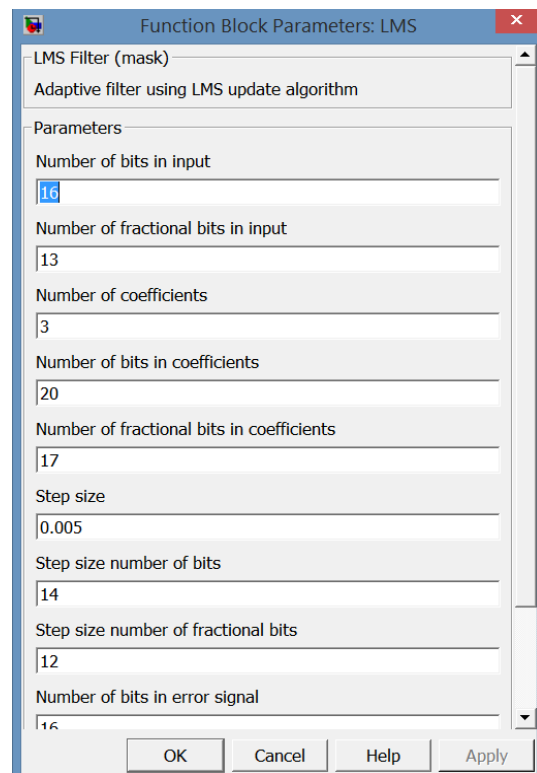 Function Block Parameters: LMS
LMS Filter (mask)
Adaptive filter using LMS update algorithm
Parameters
Number of bits in input
16
Number of fractional bits in input
13
Number of coefficients
3
Number of bits in coefficients
20
Number of fractional bits in coefficients
17
Step size
0.005
Step size number of bits
14
Step size number of fractional bits
12
Number of bits in error signal
16
OK Cancel Help Apply